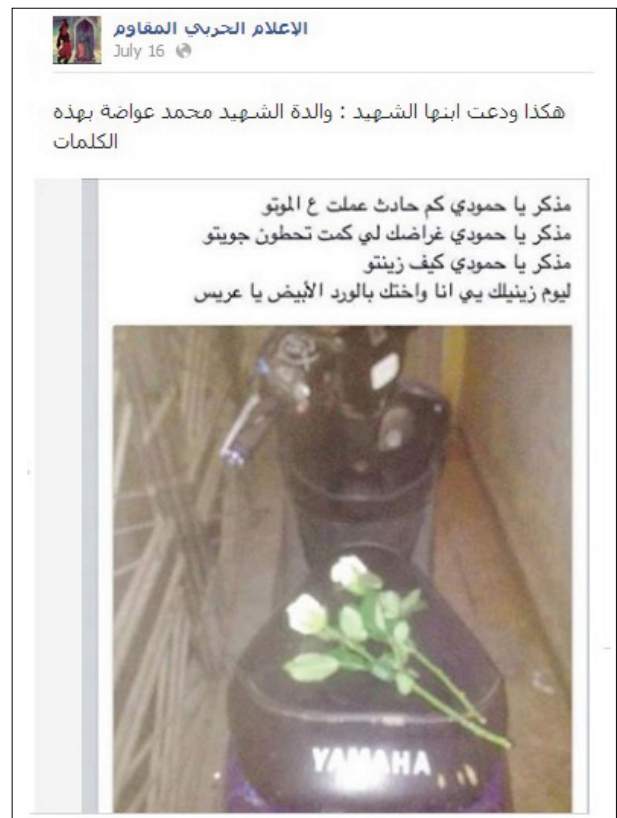 الإعلام الحربي المقاوم
July 16
هكذا ودعت ابنها الشهيد : والدة الشهيد محمد عواضة بهذه
الكلمات
مذكر يا حمودي كم حادث عملت ع الموتو
مذكر يا حمودي غراضك لي كمت تحطون جويتو
مذكر يا حمودي كيف زينتو
ليوم زينيلك يي انا واختك بالورد الأبيض يا عريس
YAMAHA